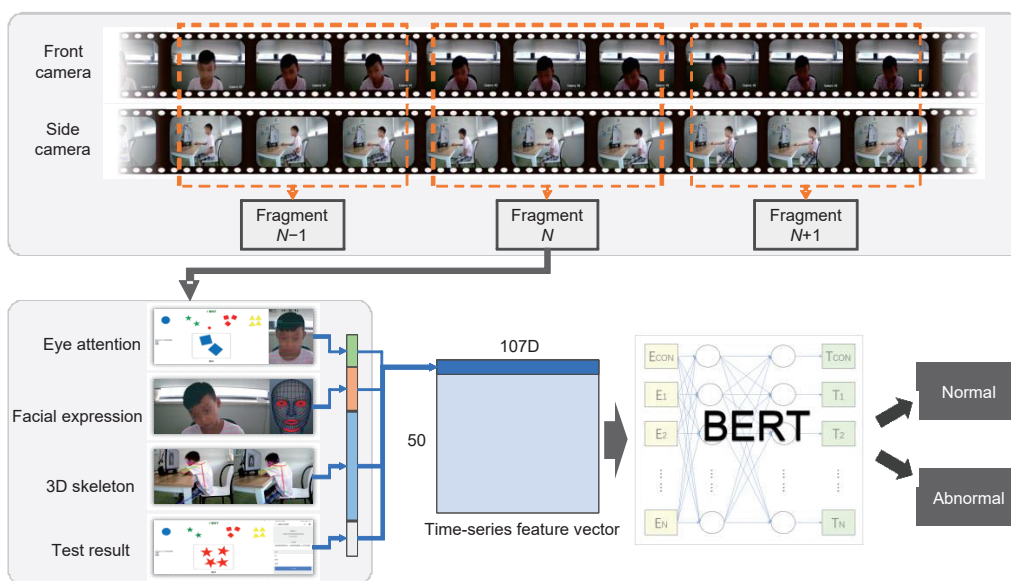 Front
camera
Side
camera
Fragment
N−1
Fragment
N
Fragment
N+1
Eye attention
Facial expression
3D skeleton
Test result
107D
50
Time-series feature vector
ECON
E1
E2
EN
BERT
TCON
T1
T2
TN
Normal
Abnormal